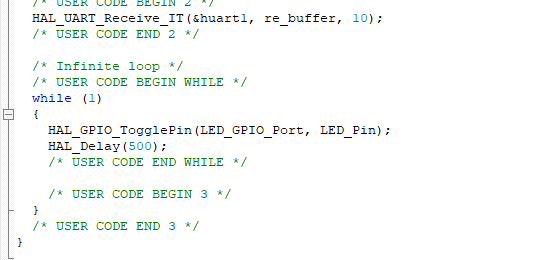 /* USER CODE BEGIN 2 */
HAL_UART_Receive_IT(&huart1, re_buffer, 10);
/* USER CODE END 2 */
/* Infinite loop */
/* USER CODE BEGIN WHILE */
while (1)
{
HAL_GPIO_TogglePin(LED_GPIO_Port, LED_Pin);
HAL_Delay(500);
/* USER CODE END WHILE */
/* USER CODE BEGIN 3 */
}
/* USER CODE END 3 */
}